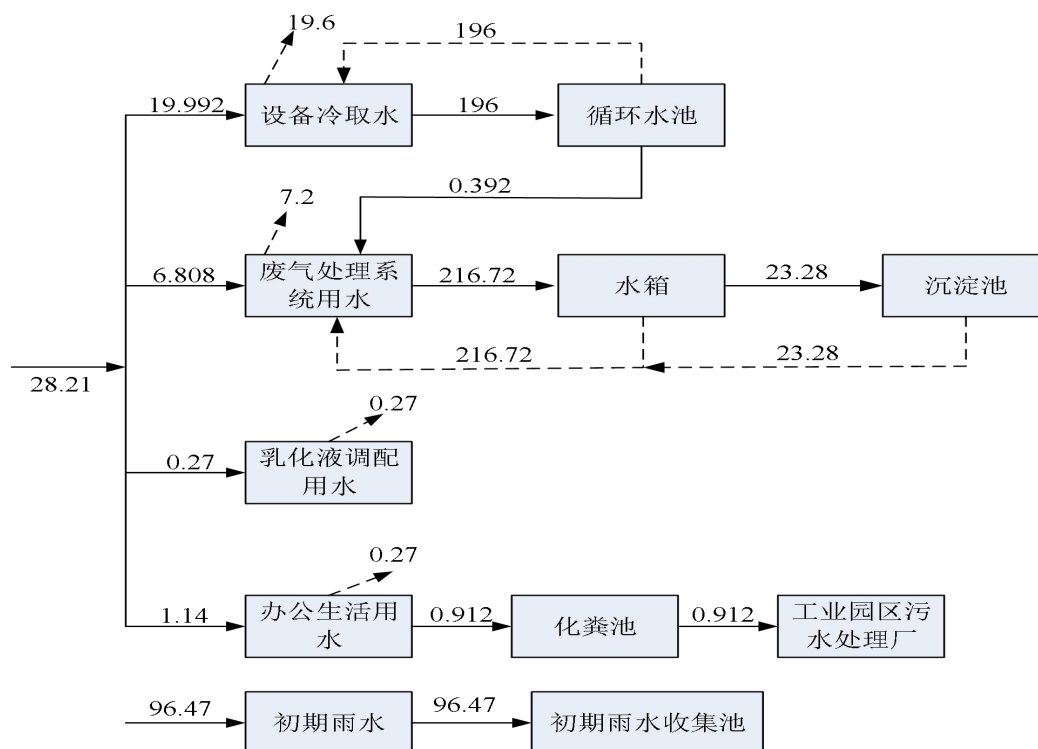 19.6
196
19.992
设备冷取水
196
循环水池
0.392
7.2
6.808
废气处理系
统用水
216.72
水箱
23.28
沉淀池
216.72
23.28
28.21
0.27
0.27
乳化液调配
用水
0.27
1.14
办公生活用
水
0.912
化粪池
0.912
工业园区污
水处理厂
96.47
初期雨水
96.47
初期雨水收集池